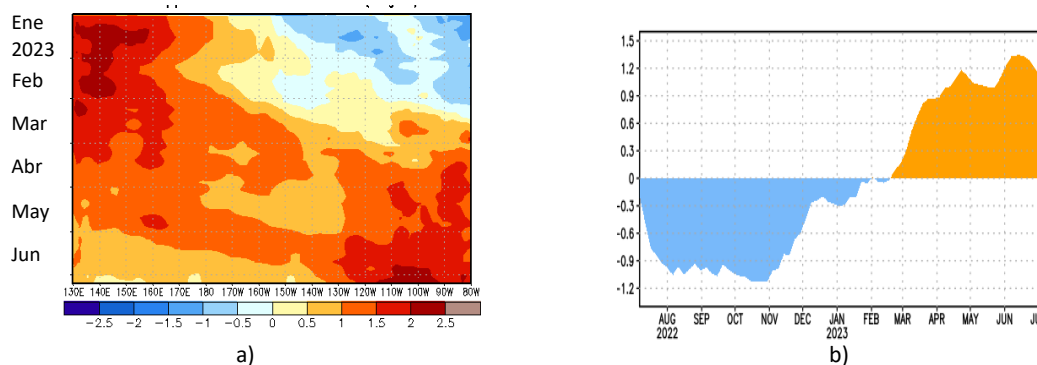 Ene
2023
Feb
Mar
Abr
May
Jun
130E 140E 150E 160E 170E 180 170W 160W 150W 140W 130W 120W 110W 100W 90W 80W
-2.5 -2 -1.5 -1 -0.5 0 0.5 1 1.5 2 2.5
a)
1.5
1.2
0.9
0.6
0.3
0
-0.3
-0.6
-0.9
-1.2
AUG SEP OCT NOV DEC JAN FEB MAR APR MAY JUN
2022 2023
b)